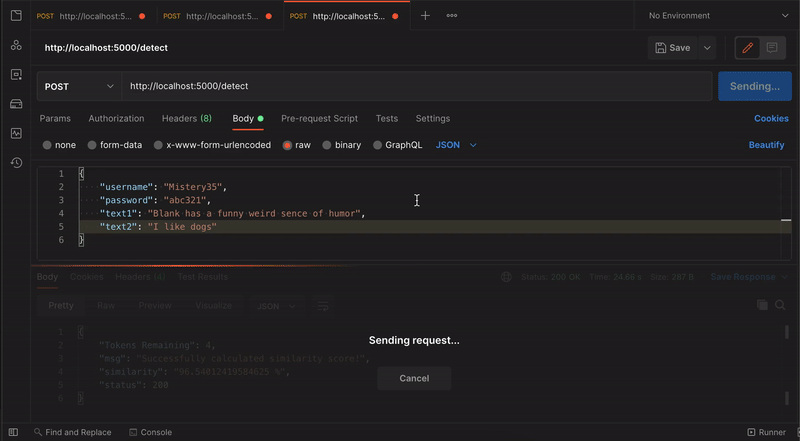 POST http://localhost:5... POST http://localhost:5... POST http://localhost:5... No Environment
http://localhost:5000/detect Save
POST http://localhost:5000/detect Sending...
Params Authorization Headers (8) Body Pre-request Script Tests Settings Cookies
none form-data x-www-form-urlencoded raw binary GraphQL JSON Beautify
1 {
2 "username": "Mistery35",
3 "password": "abc321",
4 "text1": "Blank has a funny weird sence of humor",
5 "text2": "I like dogs"
6 }
Body Cookies Headers (4) Test Results Status: 200 OK Time: 24.66 s Size: 297 B Save Response
Pretty Raw Preview Visualize JSON
1 {
2 "Tokens Remaining": 4,
3 "msg": "Successfully calculated similarity score!",
4 "similarity":
5 "status": 200
6 }
Sending request...
Cancel
Find and Replace Console Runner